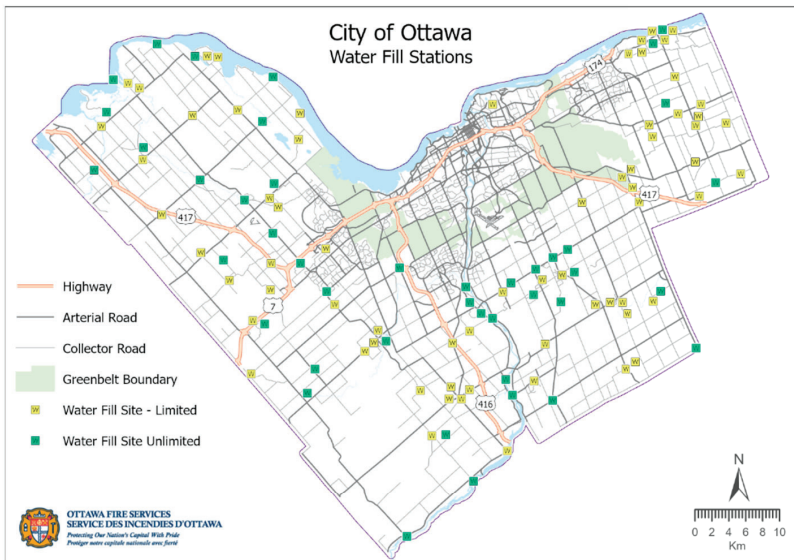 City of Ottawa
Water Fill Stations
174
417
417
7
416
Highway
Arterial Road
Collector Road
Greenbelt Boundary
W Water Fill Site - Limited
W Water Fill Site Unlimited
OTTAWA FIRE SERVICES
SERVICE DES INCENDIES D'OTTAWA
Protecting Our Nation's Capital With Pride
Protéger notre capitale nationale avec fierté
N
0 2 4 6 8 10
Km